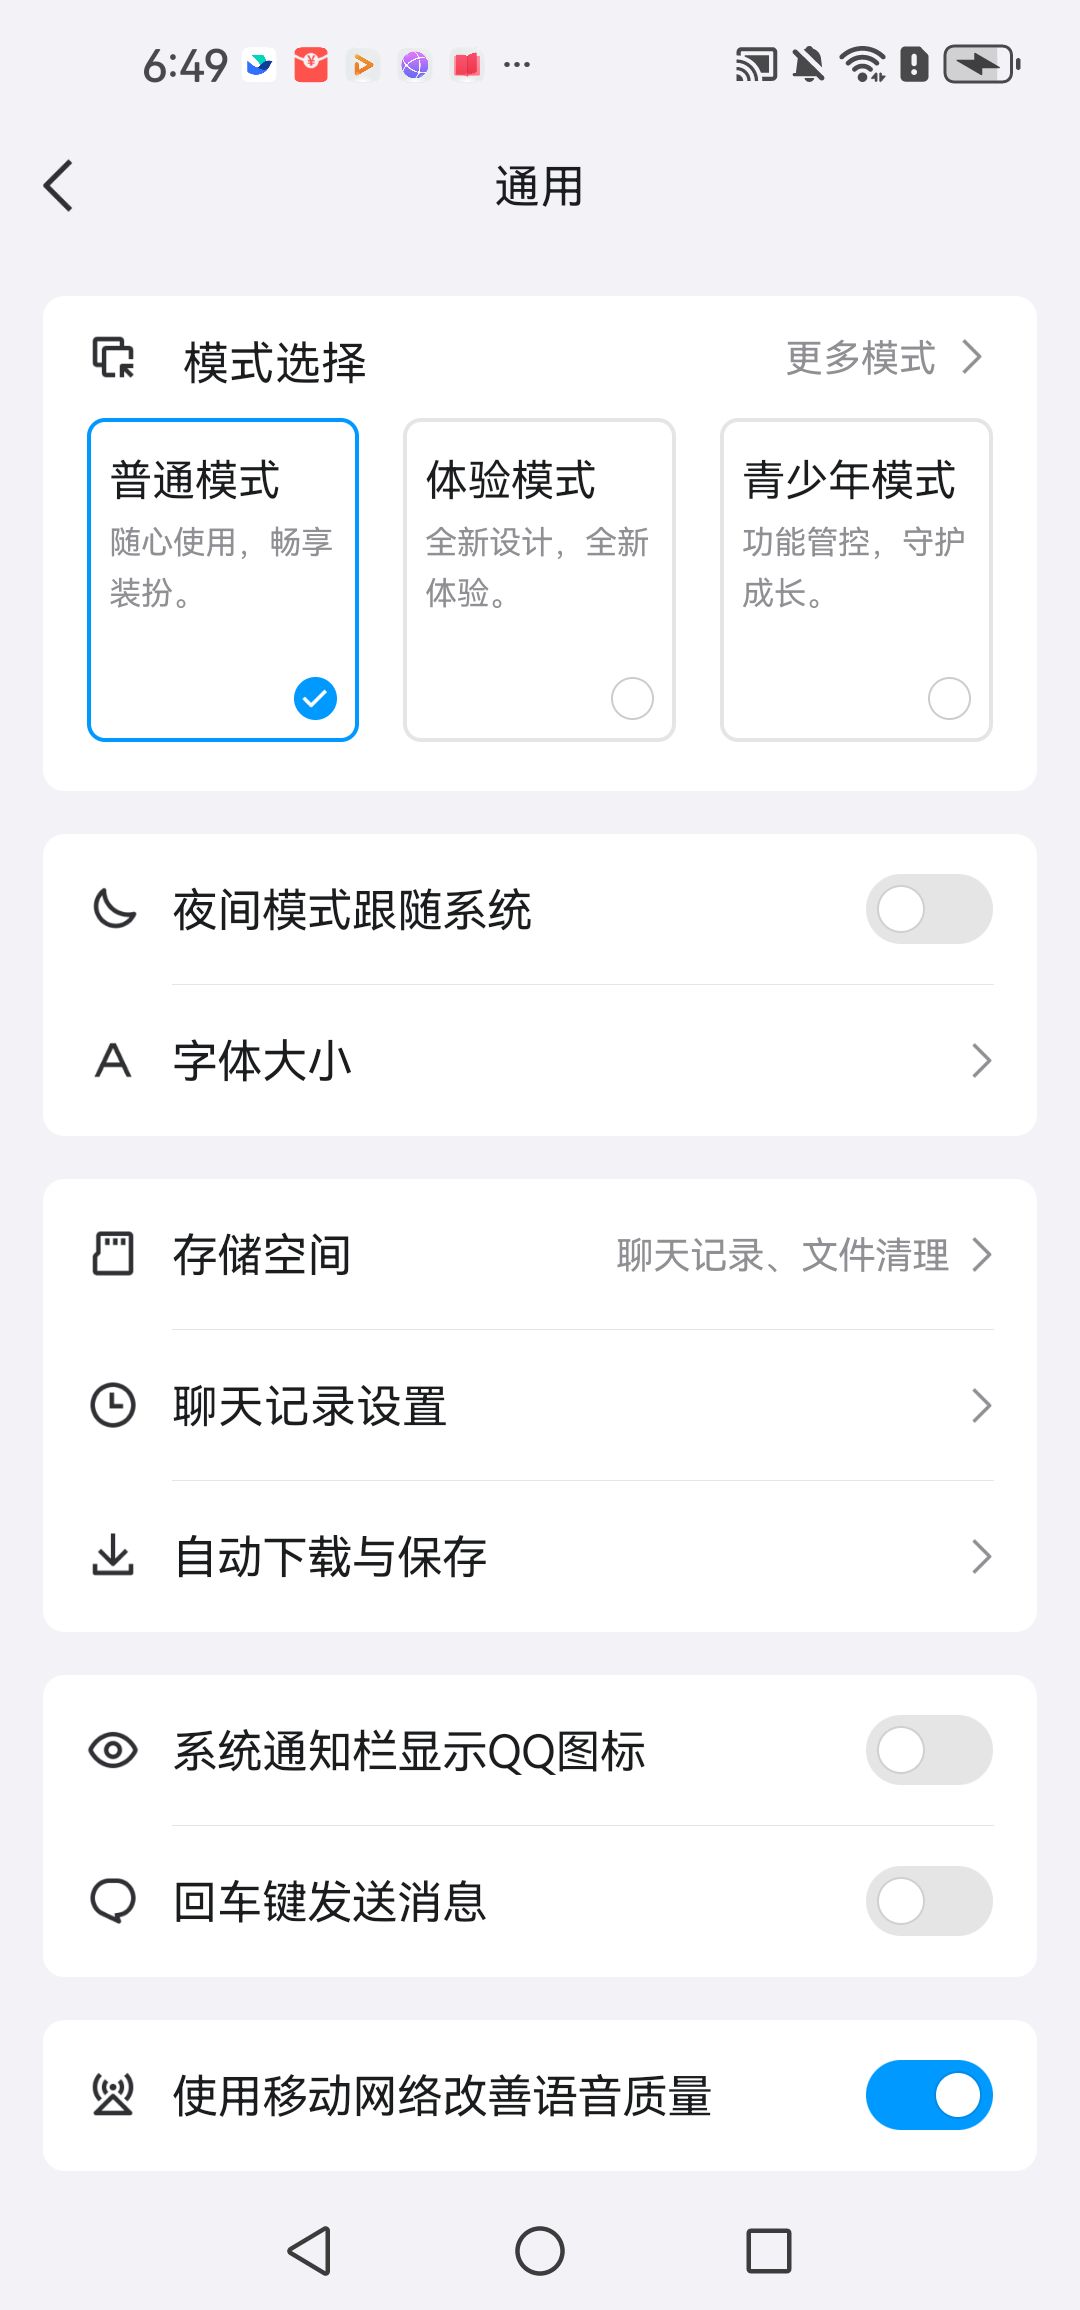 6:49
通用
模式选择
更多模式
普通模式
随心使用，畅享
装扮。
体验模式
全新设计，全新
体验。
青少年模式
功能管控，守护
成长。
夜间模式跟随系统
字体大小
存储空间
聊天记录、文件清理
聊天记录设置
自动下载与保存
系统通知栏显示QQ图标
回车键发送消息
使用移动网络改善语音质量